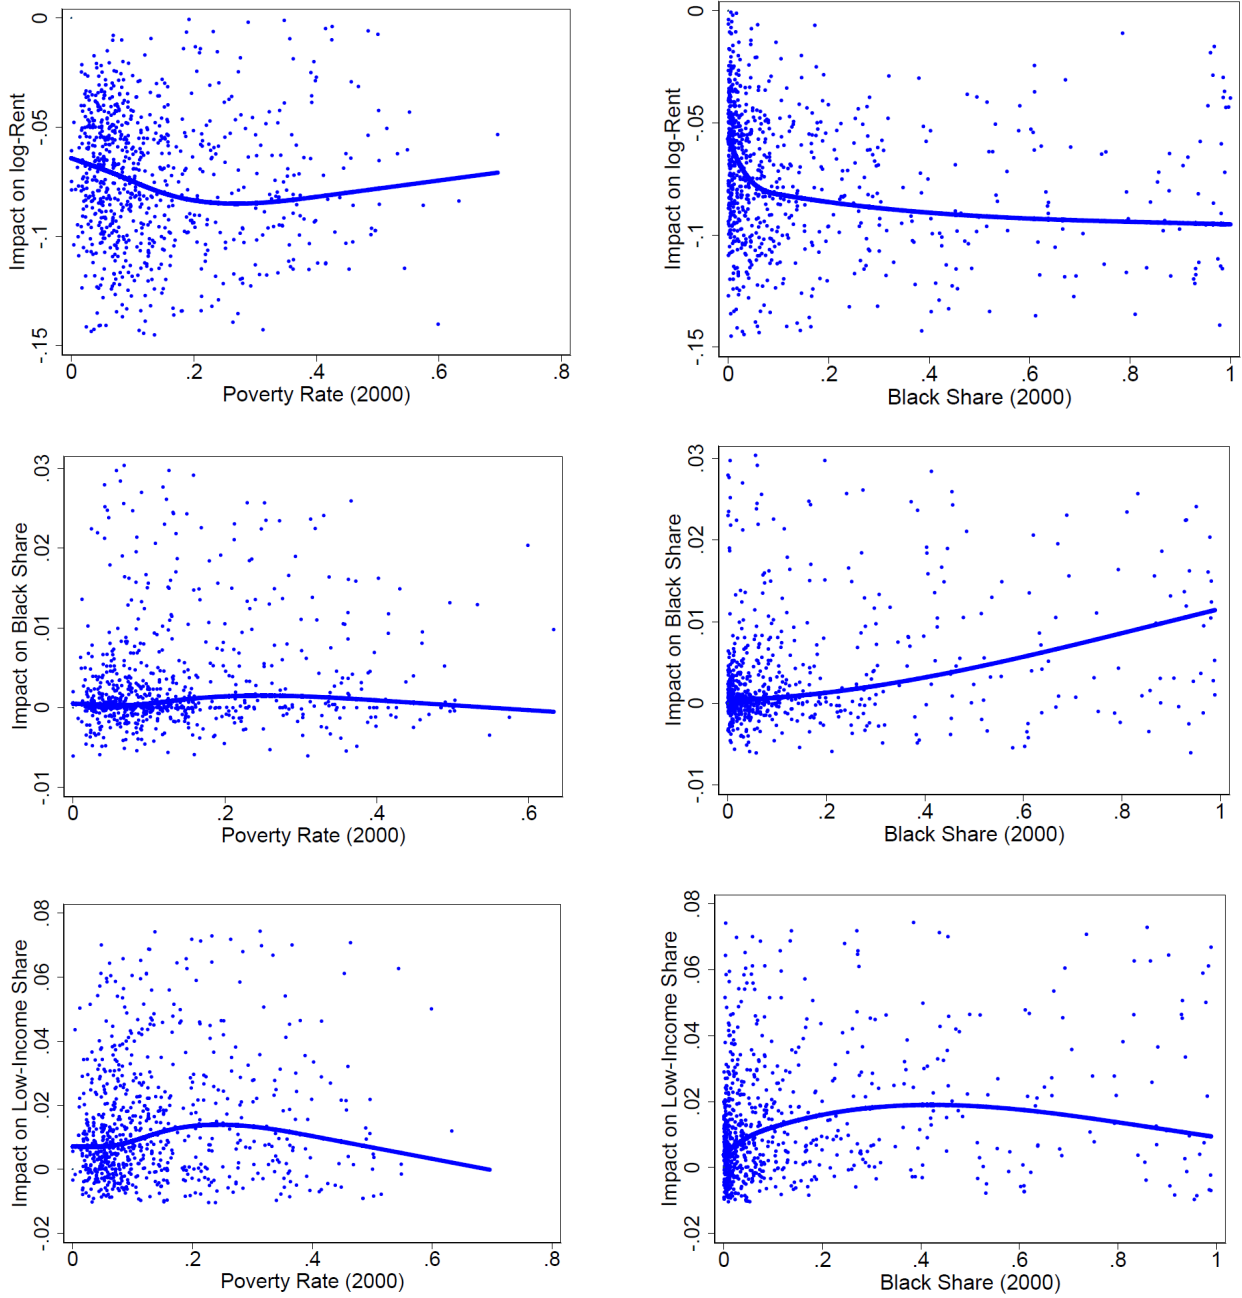 Impact on log-Rent
0
-.05
-.1
-.15
0 .2 .4 .6 .8
Poverty Rate (2000)
Impact on log-Rent
0
-.05
-.1
-.15
0 .2 .4 .6 .8 1
Black Share (2000)
Impact on Black Share
.03
.02
.01
0
-.01
0 .2 .4 .6
Poverty Rate (2000)
Impact on Black Share
.03
.02
.01
0
-.01
0 .2 .4 .6 .8 1
Black Share (2000)
Impact on Low-Income Share
.08
.06
.04
.02
0
-.02
0 .2 .4 .6 .8
Poverty Rate (2000)
Impact on Low-Income Share
.08
.06
.04
.02
0
-.02
0 .2 .4 .6 .8 1
Black Share (2000)